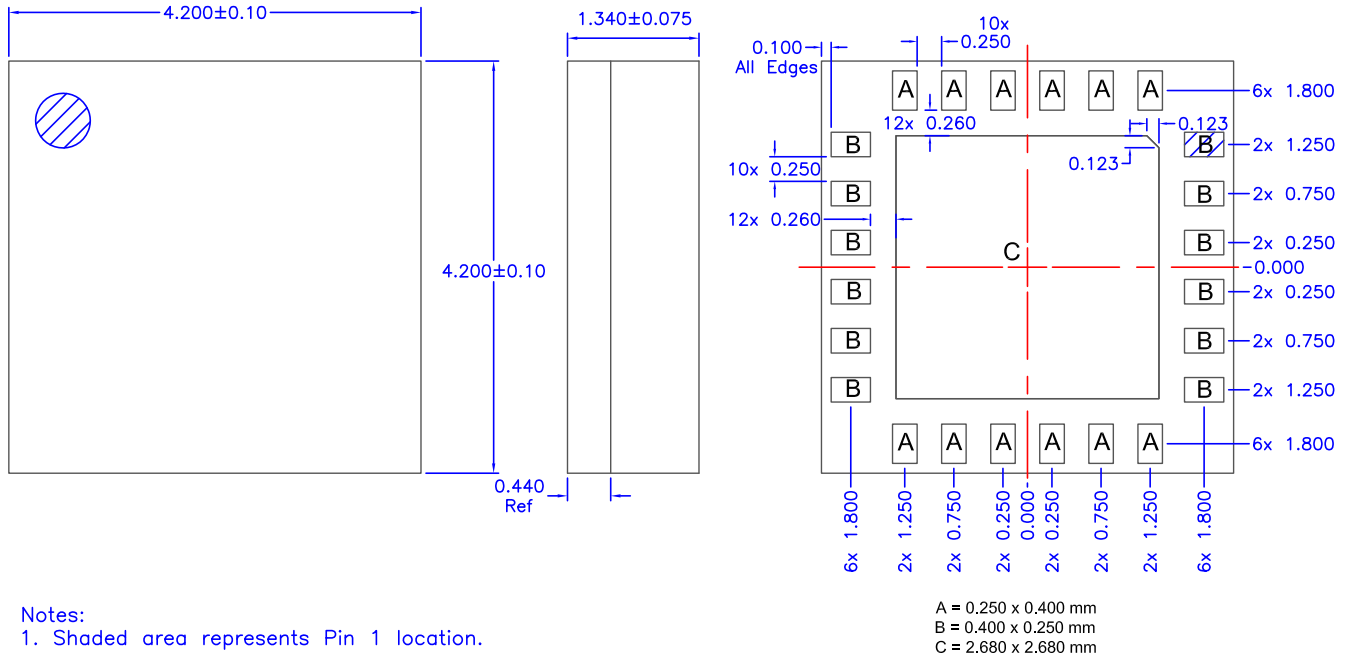 4.200±0.10
1.340±0.075
4.200±0.10
0.440
Ref
10x
0.250
0.100
All Edges
A A A A A A
6x 1.800
12x 0.260
0.123
0.123
B
B
2x 1.250
10x 0.250
B
B
2x 0.750
12x 0.260
B
B
2x 0.250
C
0.000
B
B
2x 0.250
B
B
2x 0.750
B
B
2x 1.250
A A A A A A
6x 1.800
6x 1.800
2x 1.250
2x 0.750
2x 0.250
0.000
2x 0.250
2x 0.750
2x 1.250
6x 1.800
Notes:
1. Shaded area represents Pin 1 location.
A = 0.250 x 0.400 mm
B = 0.400 x 0.250 mm
C = 2.680 x 2.680 mm